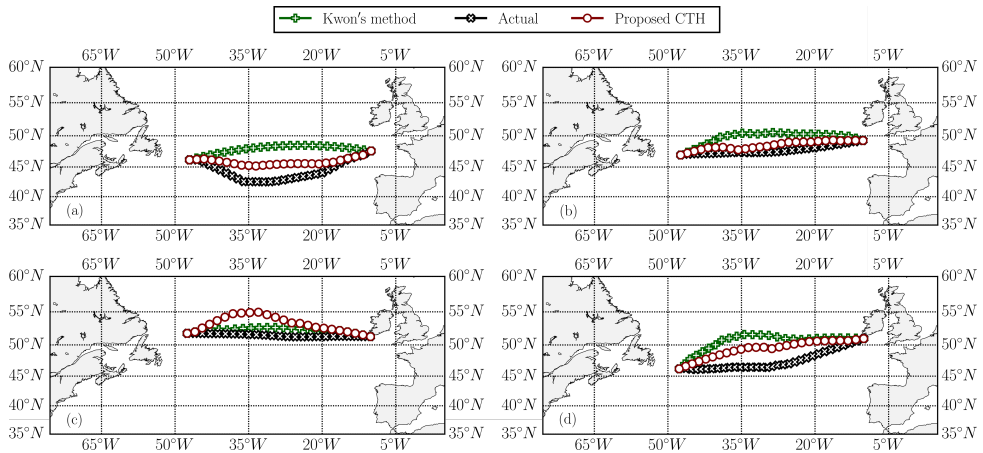 Kwon's method Actual Proposed CTH
65°W 50°W 35°W 20°W 5°W 65°W 50°W 35°W 20°W 5°W
60°N 60°N 60°N 60°N
55°N 55°N 55°N 55°N
50°N 50°N 50°N 50°N
45°N 45°N 45°N 45°N
40°N 40°N 40°N 40°N
(a) (b)
35°N 35°N 35°N 35°N
65°W 50°W 35°W 20°W 5°W 65°W 50°W 35°W 20°W 5°W
65°W 50°W 35°W 20°W 5°W 65°W 50°W 35°W 20°W 5°W
60°N 60°N 60°N 60°N
55°N 55°N 55°N 55°N
50°N 50°N 50°N 50°N
45°N 45°N 45°N 45°N
40°N 40°N 40°N 40°N
(c) (d)
35°N 35°N 35°N 35°N
65°W 50°W 35°W 20°W 5°W 65°W 50°W 35°W 20°W 5°W